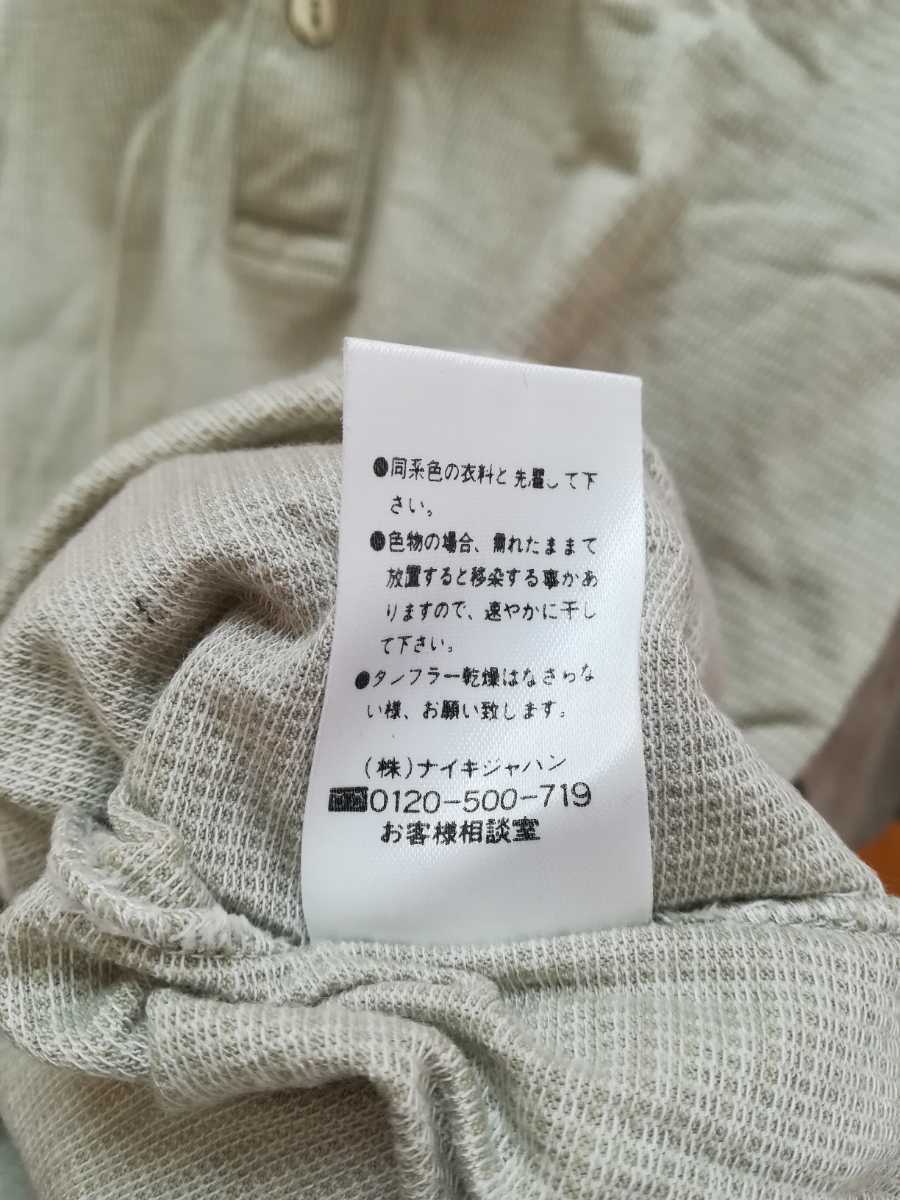 ●同系色の衣料と洗濯して下
さい。
●色物の場合、濡れたままで
放置すると移染する事があ
りますので、速やかに干し
て下さい。
●タンブラー乾燥はなさらな
い様、お願い致します。
(株)ナイキジャパン
0120-500-719
お客様相談室